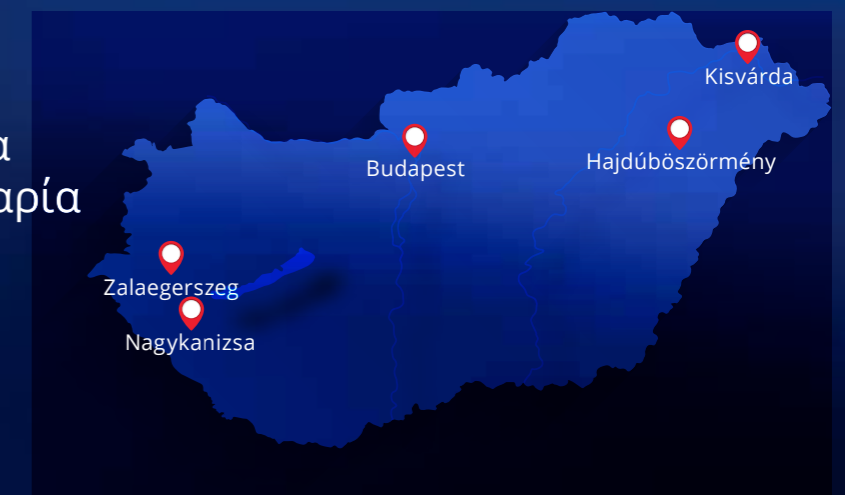 Kisvárda
Budapest
Hajdúböszörmény
Zalaegerszeg
Nagykanizsa